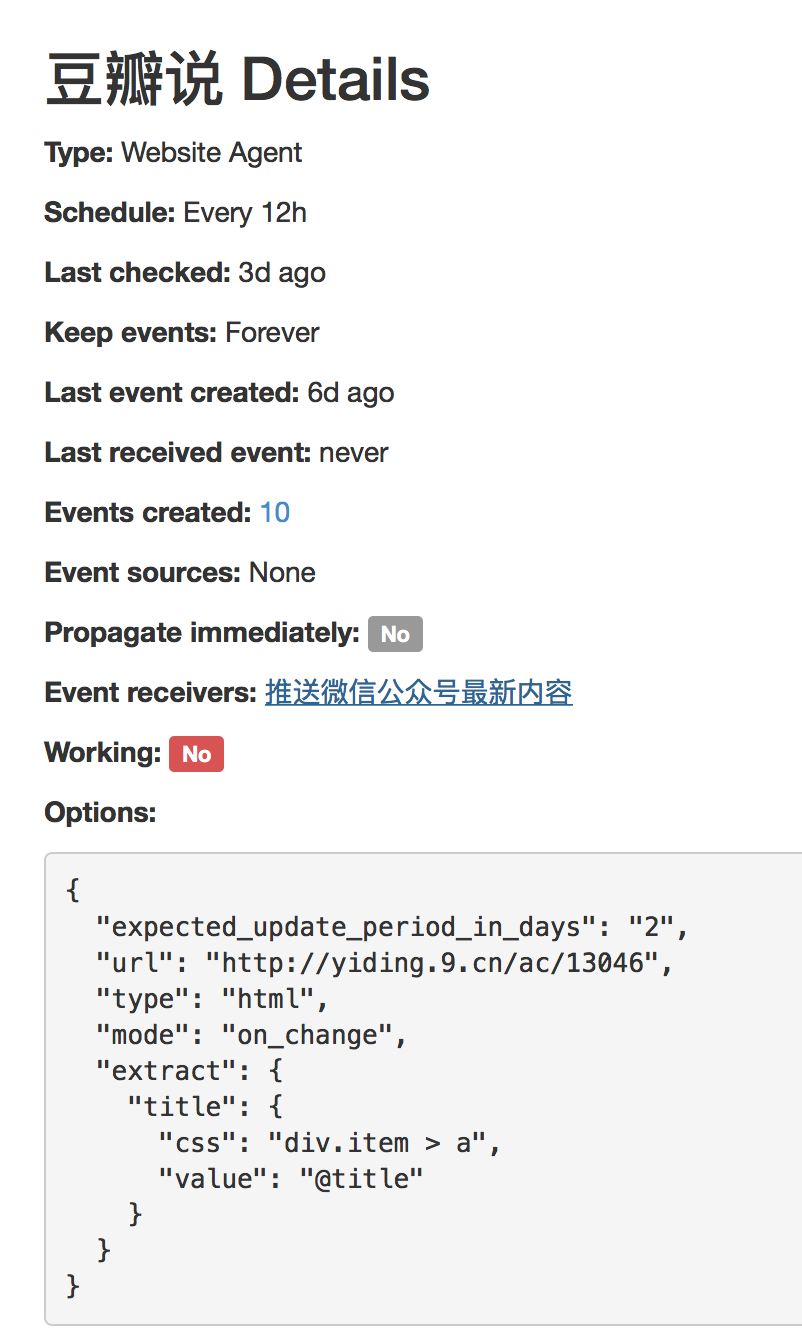 豆瓣说 Details
Type: Website Agent
Schedule: Every 12h
Last checked: 3d ago
Keep events: Forever
Last event created: 6d ago
Last received event: never
Events created: 10
Event sources: None
Propagate immediately: No
Event receivers: 推送微信公众号最新内容
Working: No
Options:
{
  "expected_update_period_in_days": "2",
  "url": "http://yiding.9.cn/ac/13046",
  "type": "html",
  "mode": "on_change",
  "extract": {
    "title": {
      "css": "div.item > a",
      "value": "@title"
    }
  }
}